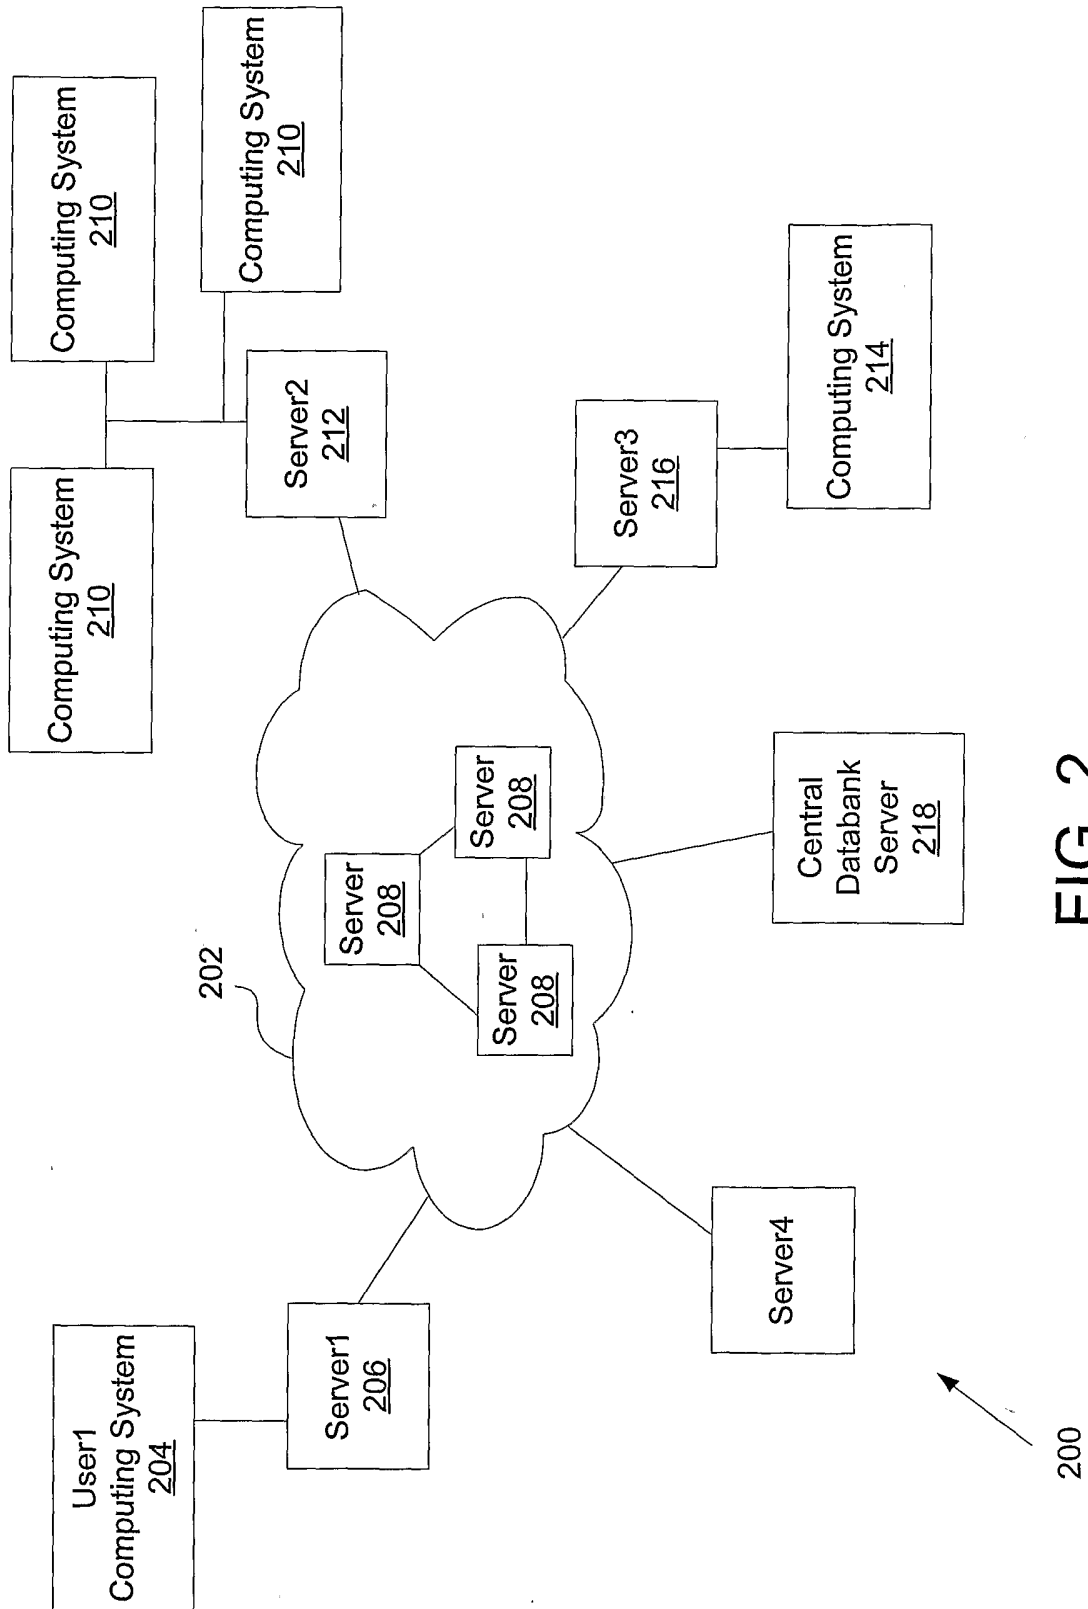 User1
Computing System
204
Computing System
210
Computing System
210
Computing System
210
202
Server1
206
Server2
212
Server
208
Server
208
Server
208
Server3
216
Server4
Central
Databank
Server
218
Computing System
214
200
FIG. 2